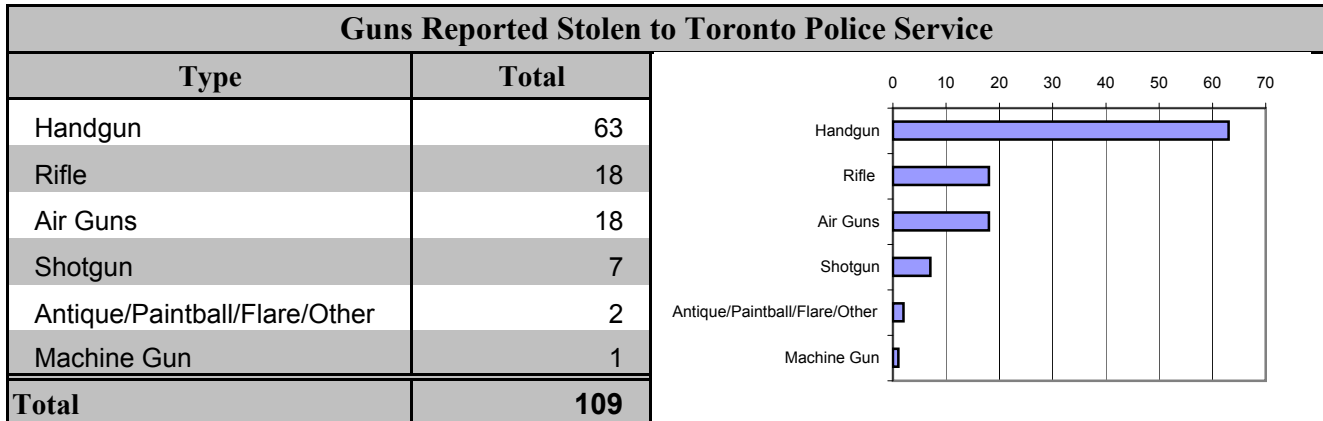 Guns Reported Stolen to Toronto Police Service
Type Total
Handgun 63
Rifle 18
Air Guns 18
Shotgun 7
Antique/Paintball/Flare/Other 2
Machine Gun 1
Total 109
0 10 20 30 40 50 60 70
Handgun
Rifle
Air Guns
Shotgun
Antique/Paintball/Flare/Other
Machine Gun